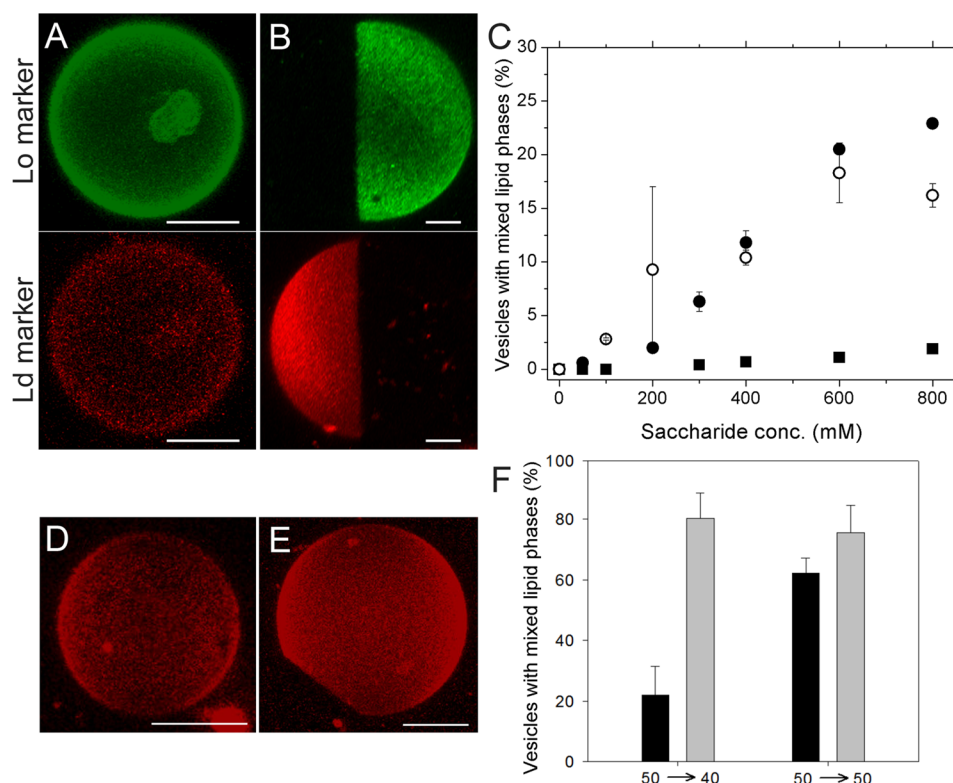 A
B
Lo marker
Ld marker
C
Vesicles with mixed lipid phases (%)
30
25
20
15
10
5
0
0 200 400 600 800
Saccharide conc. (mM)
D
E
F
Vesicles with mixed lipid phases (%)
100
80
60
40
20
0
50 → 40 50 → 50